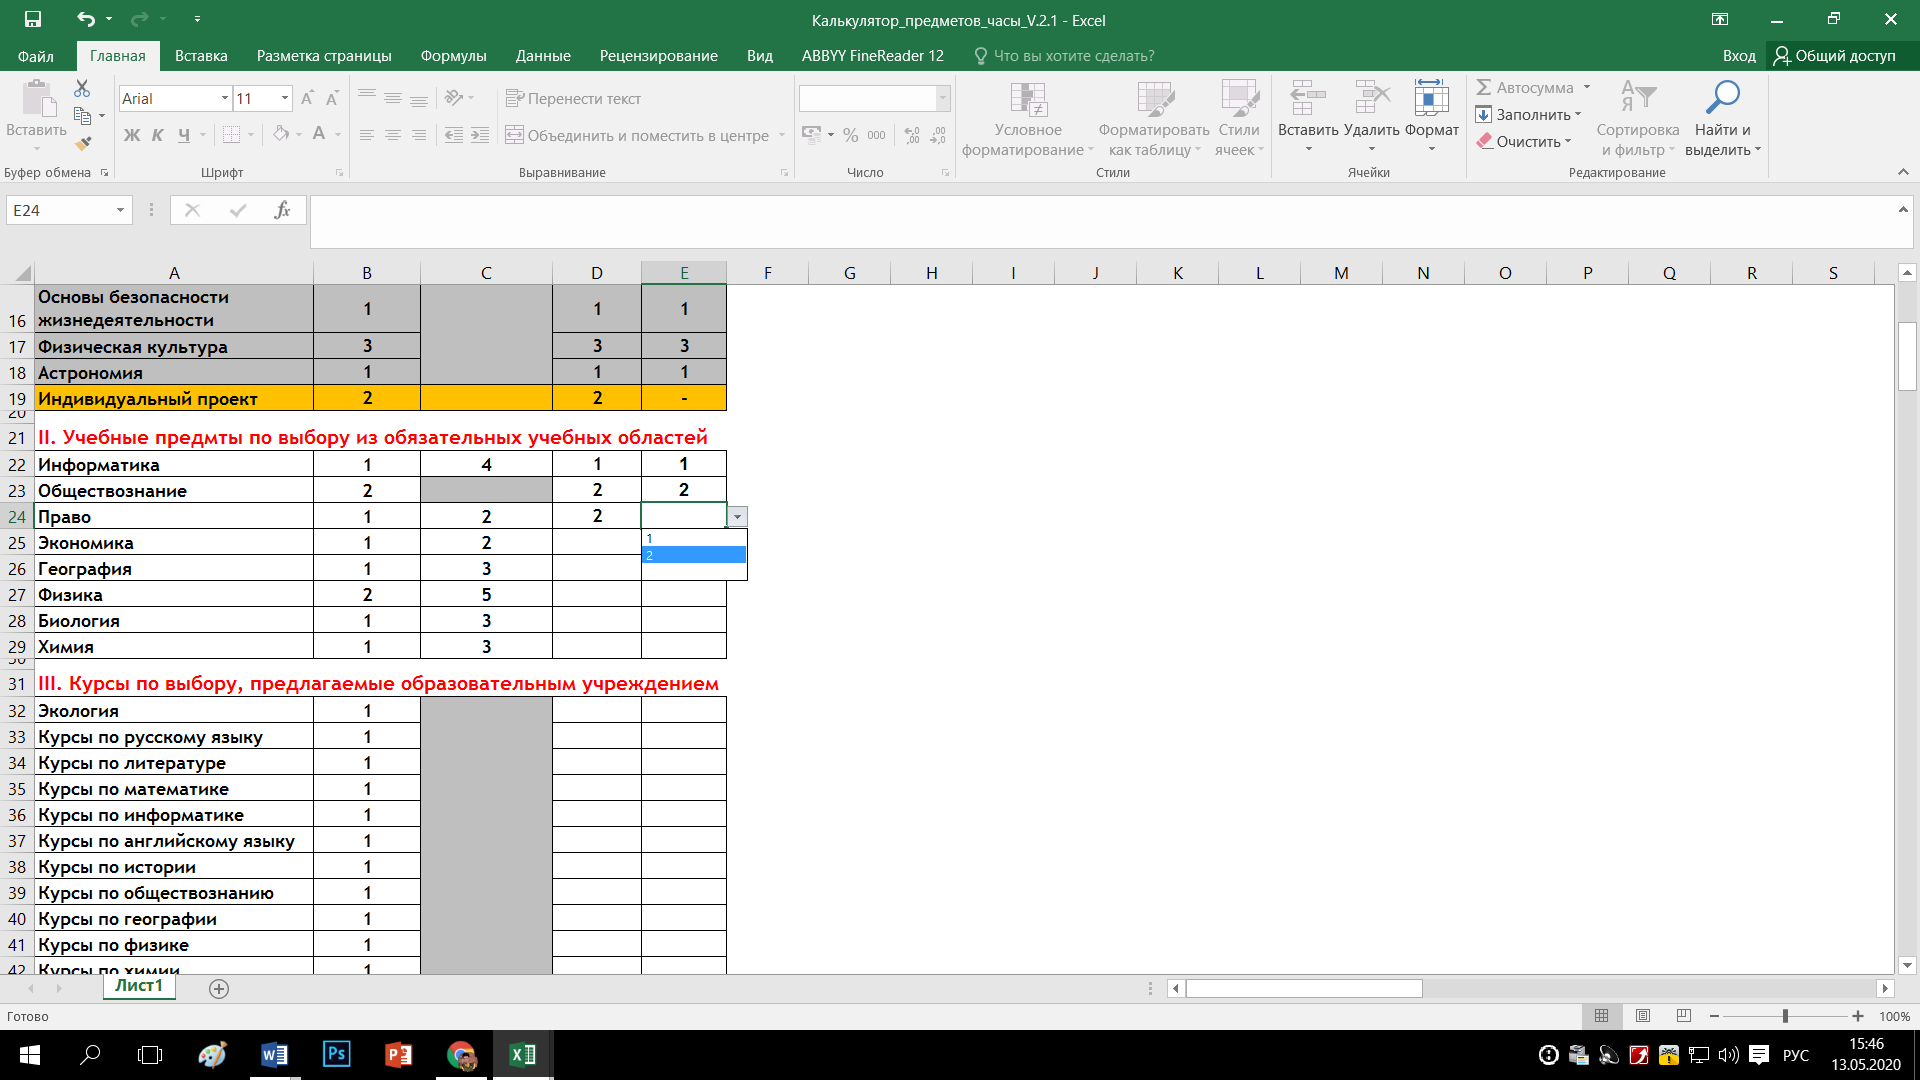 Калькулятор_предметов_часы_V.2.1 - Excel
Файл Главная Вставка Разметка страницы Формулы Данные Рецензирование Вид ABBYY FineReader 12 Что вы хотите сделать? Вход Общий доступ
Вставить
Arial 11
Ж К Ч А
Перенести текст
Объединить и поместить в центре
% 000
Условное форматирование
Форматировать как таблицу
Стили ячеек
Вставить Удалить Формат
Автосумма
Заполнить
Очистить
Сортировка и фильтр
Найти и выделить
Буфер обмена Шрифт Выравнивание Число Стили Ячейки Редактирование
E24 fx
A B C D E F G H I J K L M N O P Q R S
16 Основы безопасности жизнедеятельности 1 1 1
17 Физическая культура 3 3 3
18 Астрономия 1 1 1
19 Индивидуальный проект 2 2 -
20
21 II. Учебные предмты по выбору из обязательных учебных областей
22 Информатика 1 4 1 1
23 Обществознание 2 2 2
24 Право 1 2 2
25 Экономика 1 2 1
2
26 География 1 3
27 Физика 2 5
28 Биология 1 3
29 Химия 1 3
30
31 III. Курсы по выбору, предлагаемые образовательным учреждением
32 Экология 1
33 Курсы по русскому языку 1
34 Курсы по литературе 1
35 Курсы по математике 1
36 Курсы по информатике 1
37 Курсы по английскому языку 1
38 Курсы по истории 1
39 Курсы по обществознанию 1
40 Курсы по географии 1
41 Курсы по физике 1
42 Курсы по химии 1
Лист1
Готово 100%
РУС 15:46
13.05.2020